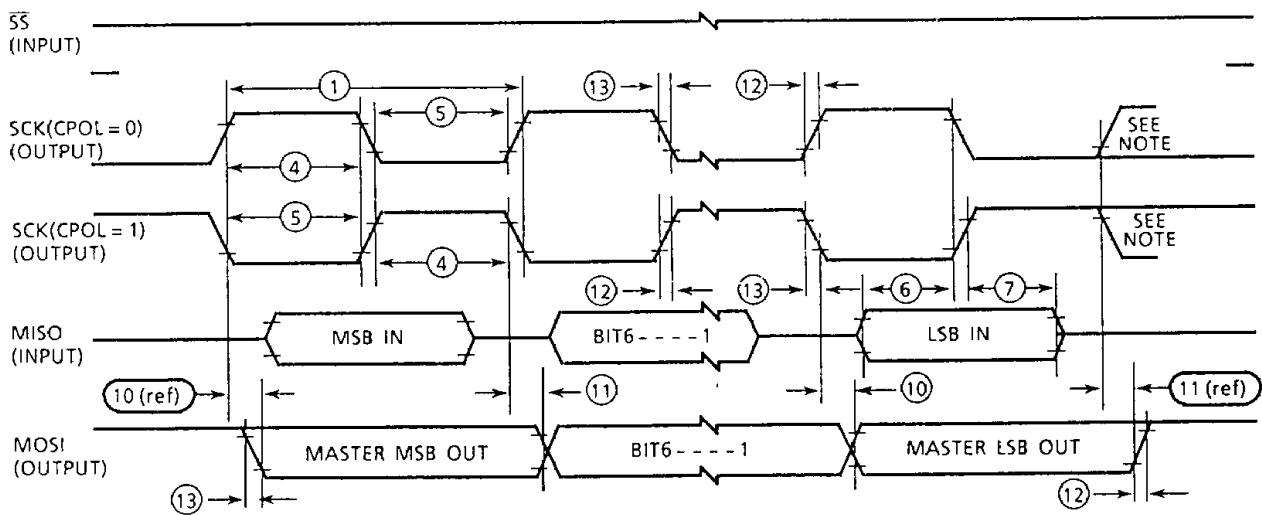 SS
(INPUT)
1
13
12
5
SCK(CPOL = 0)
(OUTPUT)
SEE
NOTE
4
5
SCK(CPOL = 1)
(OUTPUT)
SEE
NOTE
4
12
13
6
7
MISO
(INPUT)
MSB IN
BIT6 - - - - 1
LSB IN
10 (ref)
11
10
11 (ref)
MOSI
(OUTPUT)
MASTER MSB OUT
BIT6 - - - - 1
MASTER LSB OUT
13
12